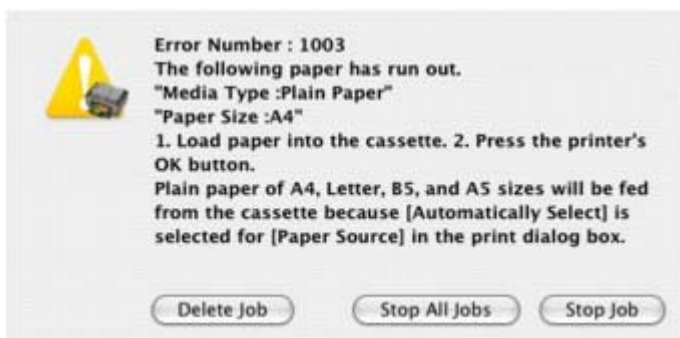 Error Number : 1003
The following paper has run out.
"Media Type :Plain Paper"
"Paper Size :A4"
1. Load paper into the cassette. 2. Press the printer's
OK button.
Plain paper of A4, Letter, B5, and A5 sizes will be fed
from the cassette because [Automatically Select] is
selected for [Paper Source] in the print dialog box.
Delete Job Stop All Jobs Stop Job